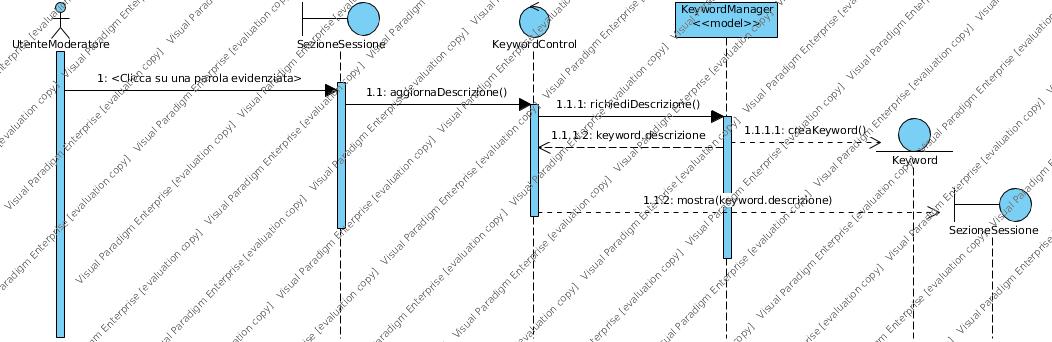 KeywordManager
<<model>>
UtenteModeratore
SezioneSessione
KeywordControl
1: <Clicca su una parola evidenziata>
1.1: aggiornaDescrizione()
1.1.1: richiediDescrizione()
1.1.1.2: keyword.descrizione
1.1.1.1: creaKeyword()
Keyword
1.1.2: mostra(keyword.descrizione)
SezioneSessione
Visual Paradigm Enterprise [evaluation copy]